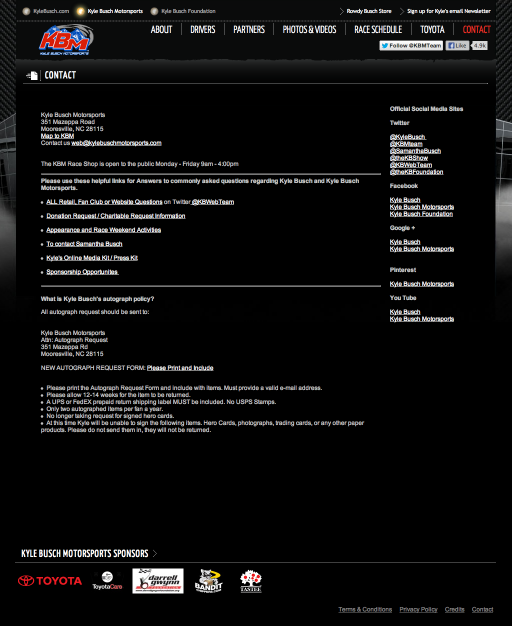 KyleBusch.com Kyle Busch Motorsports Kyle Busch Foundation Rowdy Busch Store Sign up for Kyle's email Newsletter
KBM
KYLE BUSCH MOTORSPORTS
ABOUT DRIVERS PARTNERS PHOTOS & VIDEOS RACE SCHEDULE TOYOTA CONTACT
Follow @KBMTeam Like 4.9k
CONTACT
Kyle Busch Motorsports
351 Mazeppa Road
Mooresville, NC 28115
Map to KBM
Contact us web@kylebuschmotorsports.com
The KBM Race Shop is open to the public Monday - Friday 9am - 4:00pm
Please use these helpful links for Answers to commonly asked questions regarding Kyle Busch and Kyle Busch
Motorsports.
ALL Retail, Fan Club or Website Questions on Twitter @KBWebTeam
Donation Request / Charitable Request Information
Appearance and Race Weekend Activities
To contact Samantha Busch
Kyle's Online Media Kit / Press Kit
Sponsorship Opportunites
What is Kyle Busch's autograph policy?
All autograph request should be sent to:
Kyle Busch Motorsports
Attn: Autograph Request
351 Mazeppa Rd
Mooresville, NC 28115
NEW AUTOGRAPH REQUEST FORM: Please Print and Include
Please print the Autograph Request Form and include with items. Must provide a valid e-mail address.
Please allow 12-14 weeks for the item to be returned.
A UPS or FedEX prepaid return shipping label MUST be included. No USPS Stamps.
Only two autographed items per fan a year.
No longer taking request for signed hero cards.
At this time Kyle will be unable to sign the following items. Hero Cards, photographs, trading cards, or any other paper
products. Please do not send them in, they will not be returned.
Official Social Media Sites
Twitter
@KyleBusch
@KBMteam
@SamanthaBusch
@theKBShow
@KBWebTeam
@theKBFoundation
Facebook
Kyle Busch
Kyle Busch Motorsports
Kyle Busch Foundation
Google +
Kyle Busch
Kyle Busch Motorsports
Pinterest
Kyle Busch Motorsports
You Tube
Kyle Busch
Kyle Busch Motorsports
KYLE BUSCH MOTORSPORTS SPONSORS
TOYOTA ToyotaCare darrell gwynn BANDIT TASTEE
Terms & Conditions Privacy Policy Credits Contact